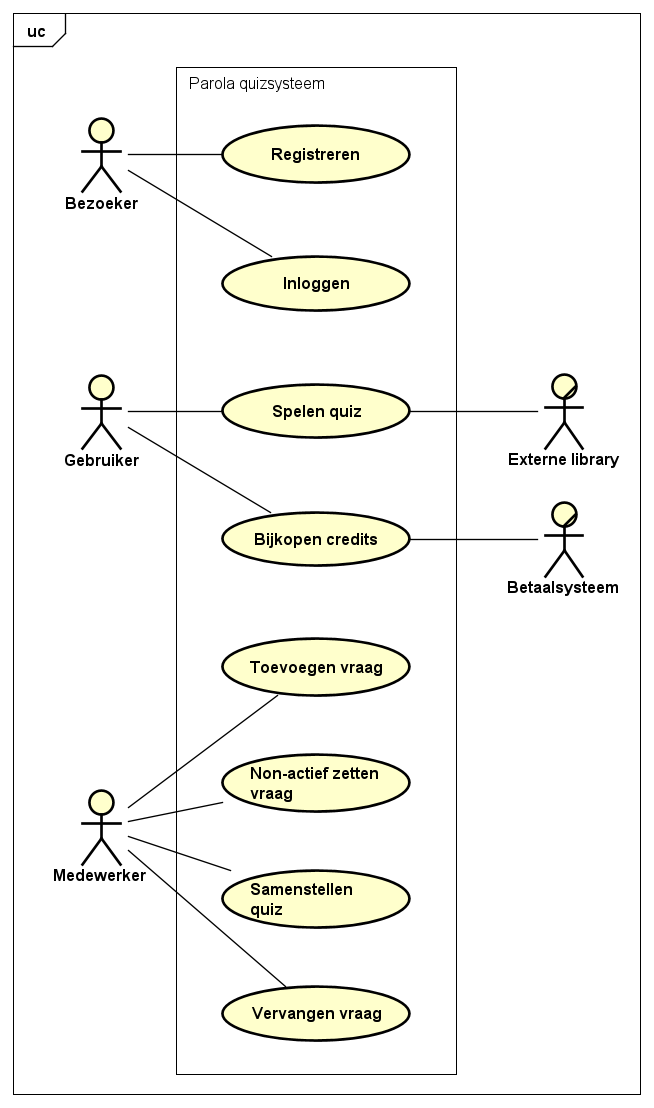 uc
Parola quizsysteem
Registreren
Bezoeker
Inloggen
Spelen quiz
Gebruiker
Externe library
Bijkopen credits
Betaalsysteem
Toevoegen vraag
Non-actief zetten
vraag
Medewerker
Samenstellen
quiz
Vervangen vraag